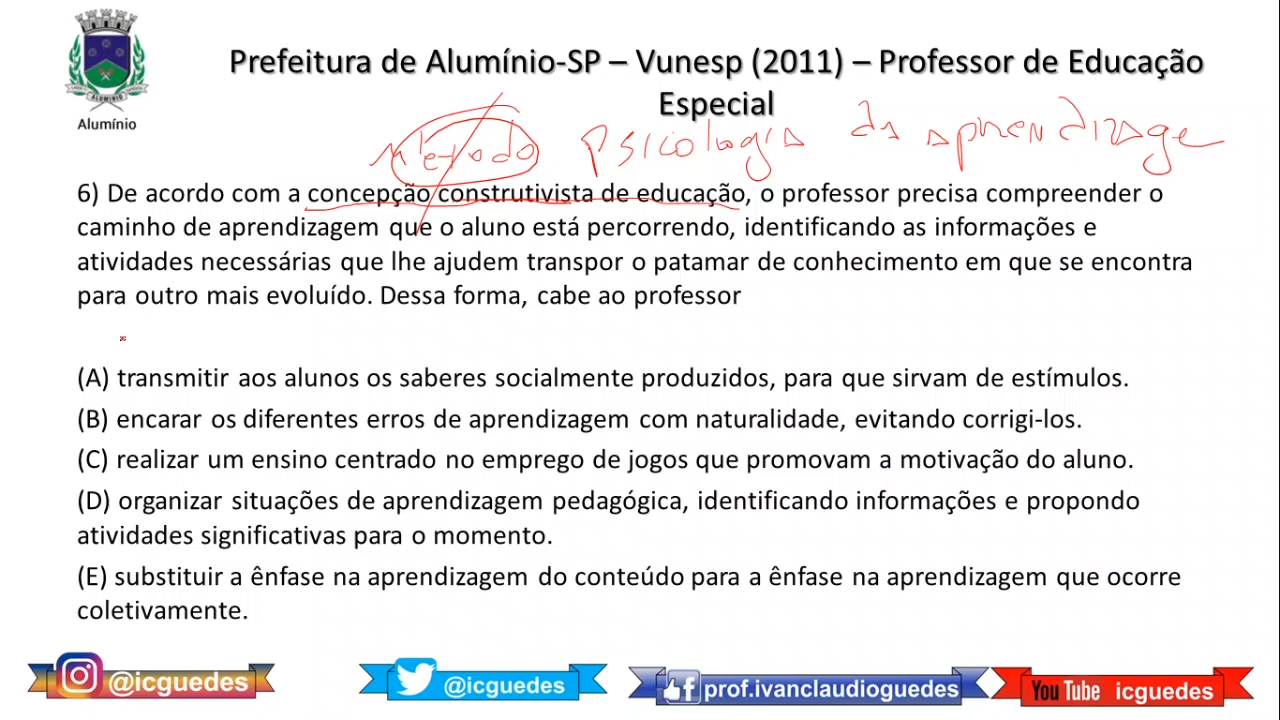 Prefeitura de Alumínio-SP – Vunesp (2011) – Professor de Educação
Especial
Alumínio
Método Psicologia da aprendizagem
6) De acordo com a concepção construtivista de educação, o professor precisa compreender o
caminho de aprendizagem que o aluno está percorrendo, identificando as informações e
atividades necessárias que lhe ajudem transpor o patamar de conhecimento em que se encontra
para outro mais evoluído. Dessa forma, cabe ao professor
(A) transmitir aos alunos os saberes socialmente produzidos, para que sirvam de estímulos.
(B) encarar os diferentes erros de aprendizagem com naturalidade, evitando corrigi-los.
(C) realizar um ensino centrado no emprego de jogos que promovam a motivação do aluno.
(D) organizar situações de aprendizagem pedagógica, identificando informações e propondo
atividades significativas para o momento.
(E) substituir a ênfase na aprendizagem do conteúdo para a ênfase na aprendizagem que ocorre
coletivamente.
@icguedes @icguedes prof.ivanclaudioguedes YouTube icguedes